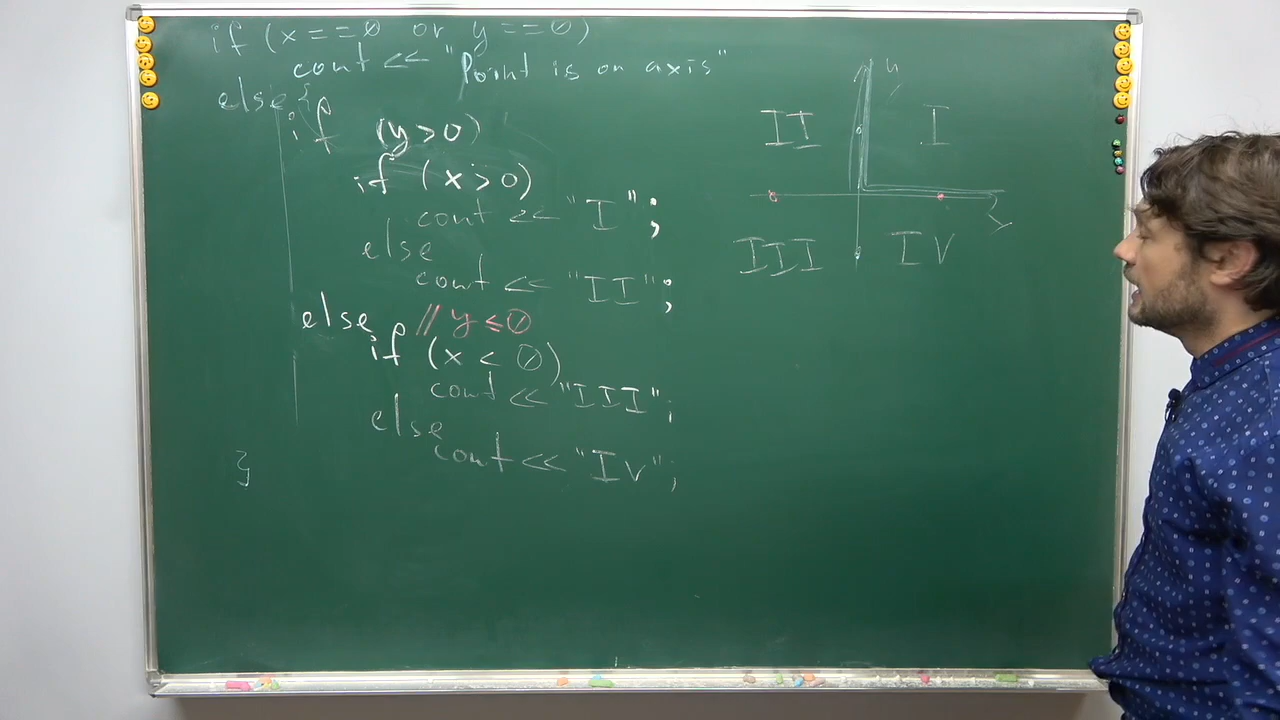 if (x==0 or y==0)
cout << "Point is on axis"
else {
if (y>0)
if (x>0)
cout << "I";
else
cout << "II";
else // y≤0
if (x < 0)
cout << "III";
else
cout << "IV";
}
y
II I
x
III IV